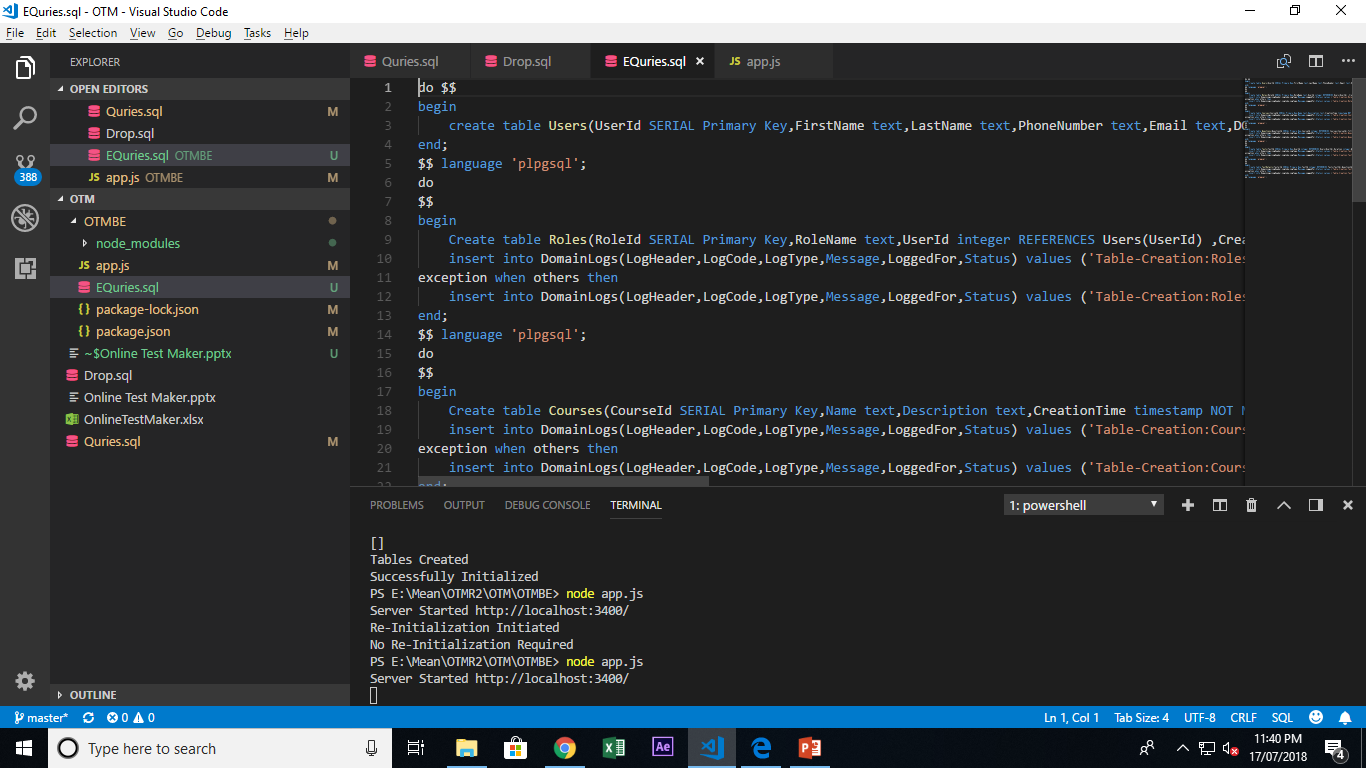 EQuries.sql - OTM - Visual Studio Code
File Edit Selection View Go Debug Tasks Help
EXPLORER
OPEN EDITORS
Quries.sql M
Drop.sql
EQuries.sql OTMBE U
JS app.js OTMBE M
388
OTM
OTMBE
node_modules
JS app.js M
EQuries.sql U
{} package-lock.json M
{} package.json M
~$Online Test Maker.pptx U
Drop.sql
Online Test Maker.pptx
OnlineTestMaker.xlsx
Quries.sql M
OUTLINE
Quries.sql Drop.sql EQuries.sql × JS app.js
1 do $$
2 begin
3 create table Users(UserId SERIAL Primary Key,FirstName text,LastName text,PhoneNumber text,Email text,DO
4 end;
5 $$ language 'plpgsql';
6 do
7 $$
8 begin
9 Create table Roles(RoleId SERIAL Primary Key,RoleName text,UserId integer REFERENCES Users(UserId) ,Crea
10 insert into DomainLogs(LogHeader,LogCode,LogType,Message,LoggedFor,Status) values ('Table-Creation:Roles
11 exception when others then
12 insert into DomainLogs(LogHeader,LogCode,LogType,Message,LoggedFor,Status) values ('Table-Creation:Roles
13 end;
14 $$ language 'plpgsql';
15 do
16 $$
17 begin
18 Create table Courses(CourseId SERIAL Primary Key,Name text,Description text,CreationTime timestamp NOT N
19 insert into DomainLogs(LogHeader,LogCode,LogType,Message,LoggedFor,Status) values ('Table-Creation:Cours
20 exception when others then
21 insert into DomainLogs(LogHeader,LogCode,LogType,Message,LoggedFor,Status) values ('Table-Creation:Cours
22 end;
PROBLEMS OUTPUT DEBUG CONSOLE TERMINAL 1: powershell
[]
Tables Created
Successfully Initialized
PS E:\Mean\OTMR2\OTM\OTMBE> node app.js
Server Started http://localhost:3400/
Re-Initialization Initiated
No Re-Initialization Required
PS E:\Mean\OTMR2\OTM\OTMBE> node app.js
Server Started http://localhost:3400/
master* 0 0 Ln 1, Col 1 Tab Size: 4 UTF-8 CRLF SQL
Type here to search
Ae
11:40 PM
17/07/2018
4